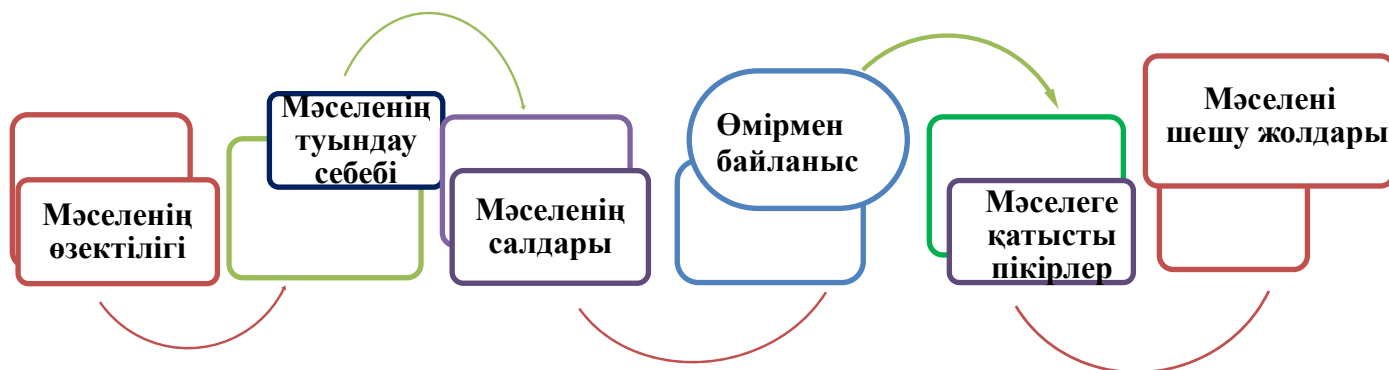 Мәселенің
өзектілігі
Мәселенің
туындау
себебі
Мәселенің
салдары
Өмірмен
байланыс
Мәселеге
қатысты
пікірлер
Мәселені
шешу жолдары